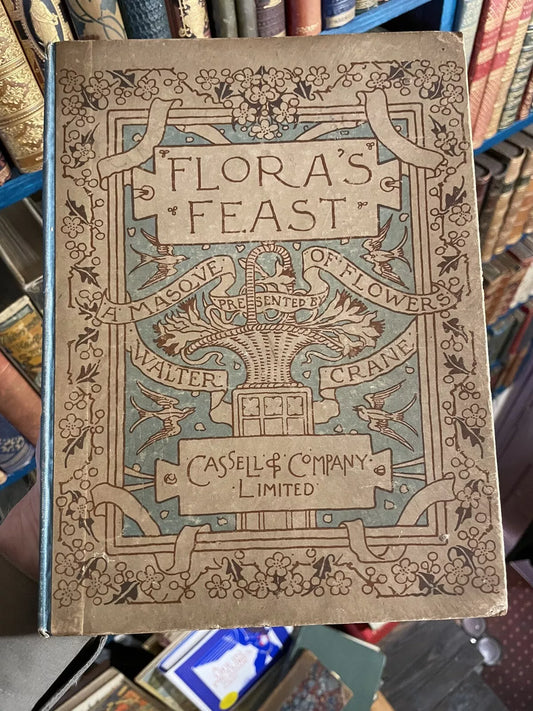 FLORA'S
FEAST
A MASQVE OF FLOWERS
PRESENTED BY
WALTER CRANE
CASSELL & COMPANY
LIMITED